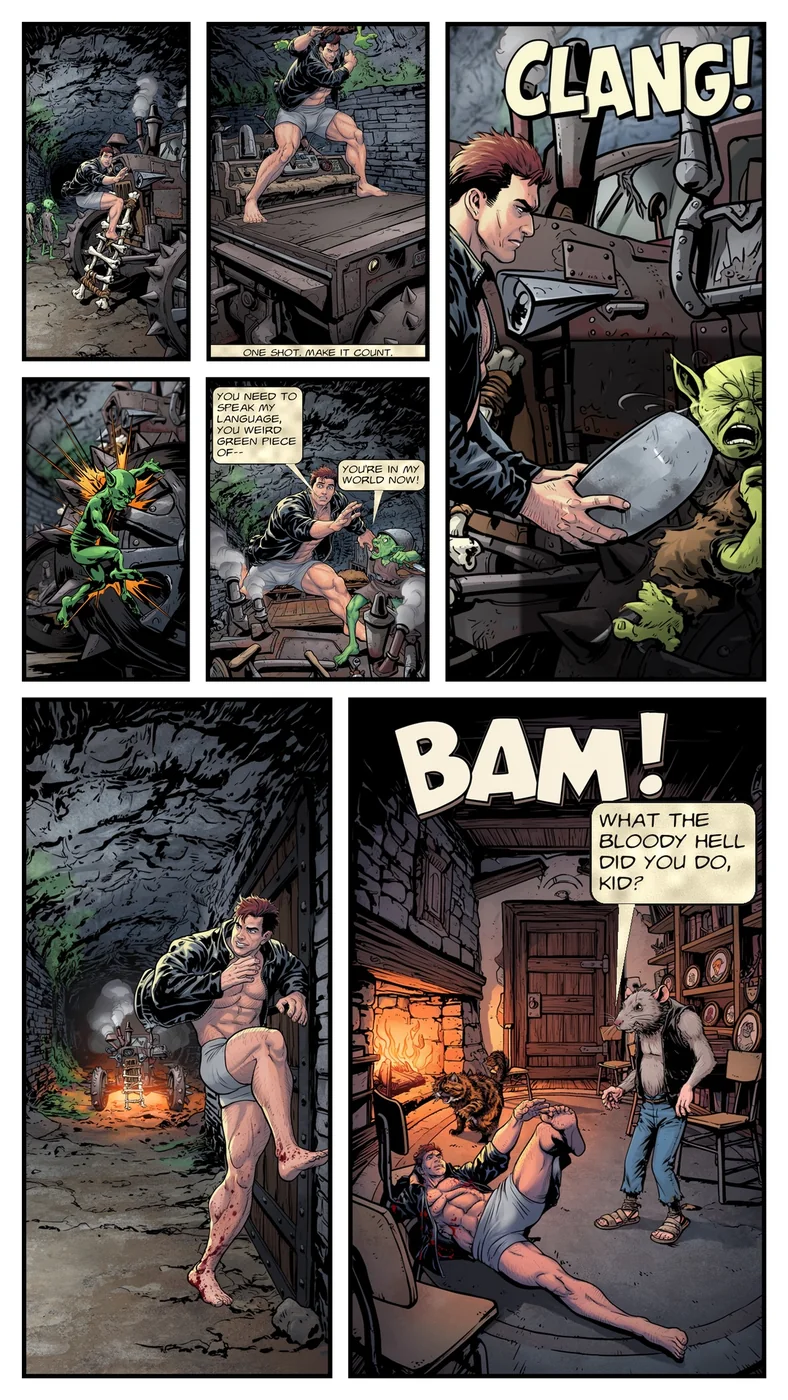 ONE SHOT. MAKE IT COUNT.
CLANG!
YOU NEED TO
SPEAK MY
LANGUAGE,
YOU WEIRD
GREEN PIECE
OF--
YOU'RE IN MY
WORLD NOW!
BAM!
WHAT THE
BLOODY HELL
DID YOU DO,
KID?